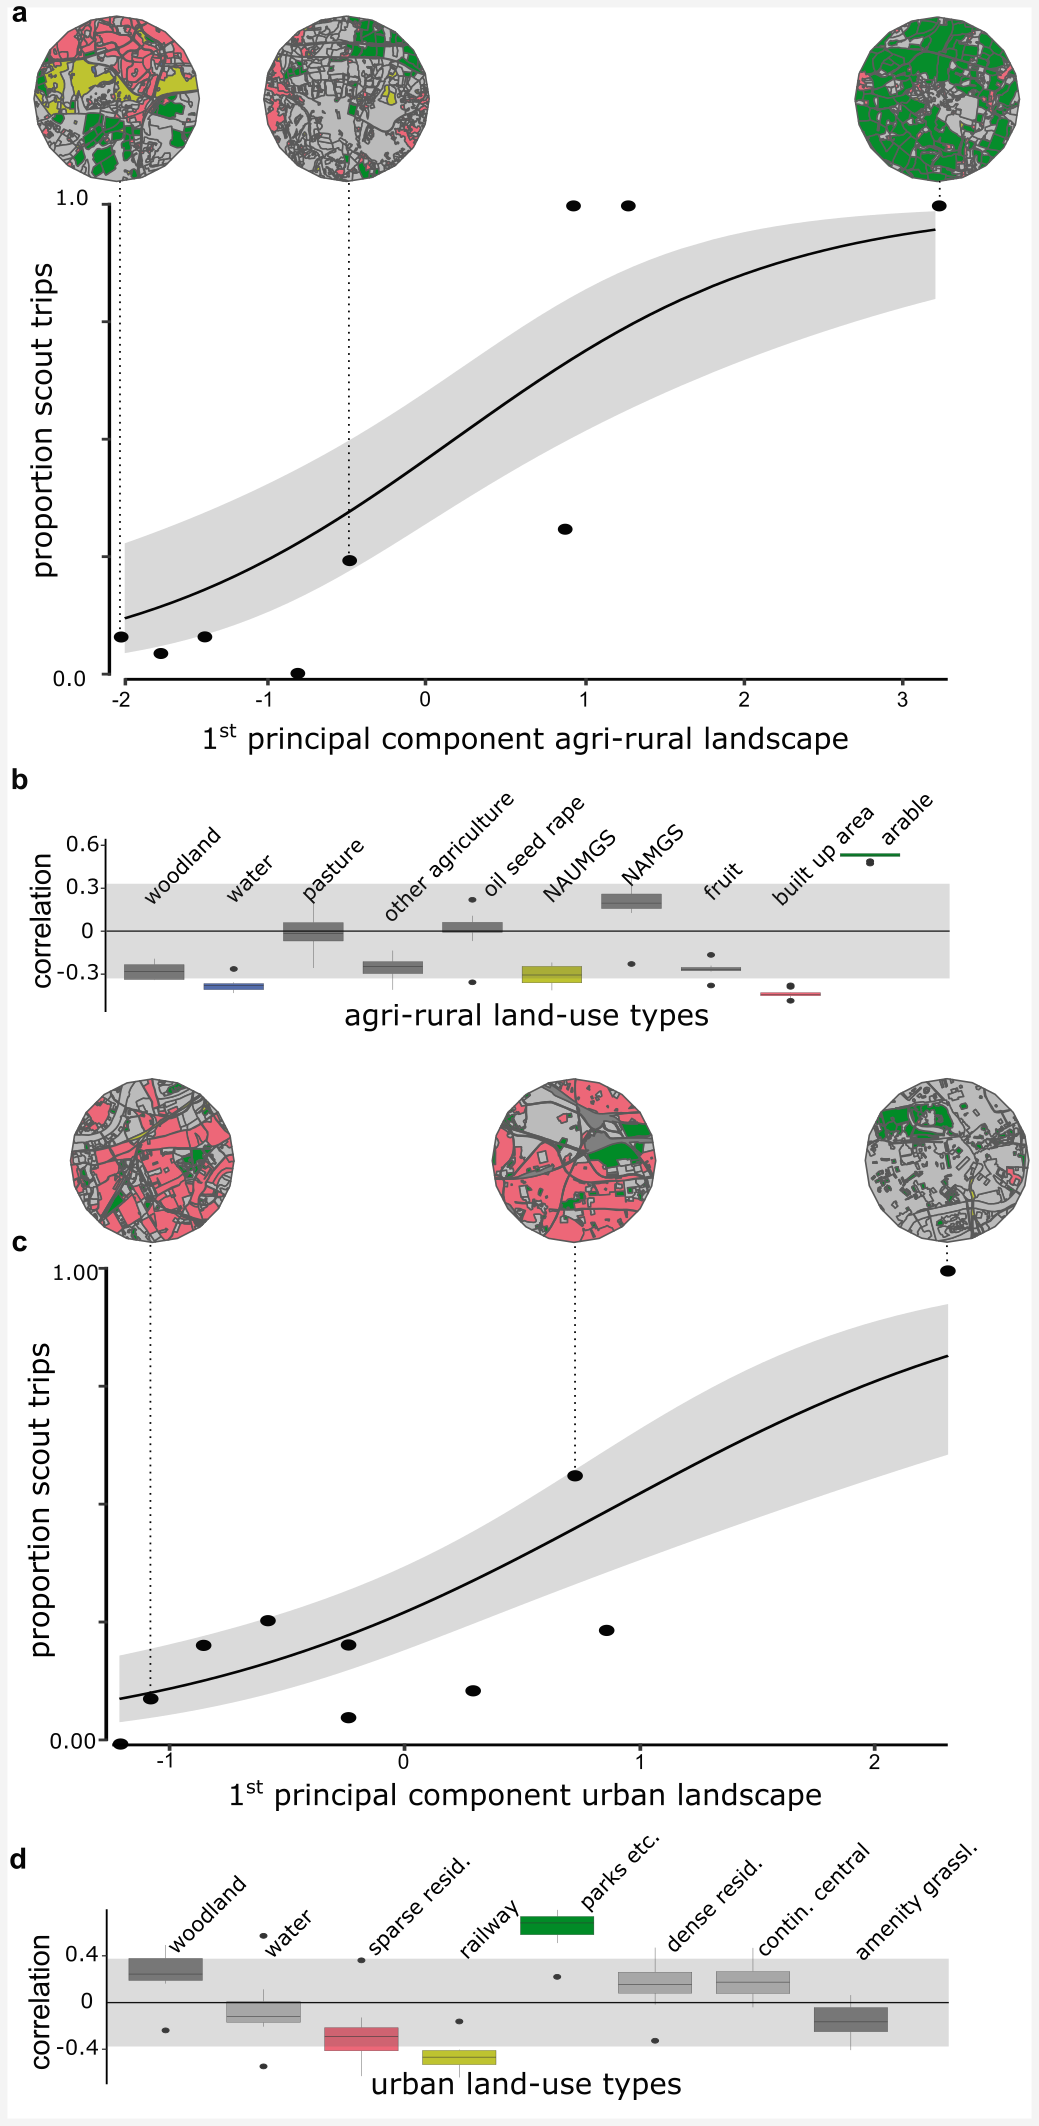 a
1.0
proportion scout trips
0.0
-2 -1 0 1 2 3
1st principal component agri-rural landscape
b
correlation
0.6
0.3
0
-0.3
woodland
water
pasture
other agriculture
oil seed rape
NAUMGS
NAMGS
fruit
built up area
arable
agri-rural land-use types
c
1.00
proportion scout trips
0.00
-1 0 1 2
1st principal component urban landscape
d
correlation
0.4
0
-0.4
woodland
water
sparse resid.
railway
parks etc.
dense resid.
contin. central
amenity grassl.
urban land-use types